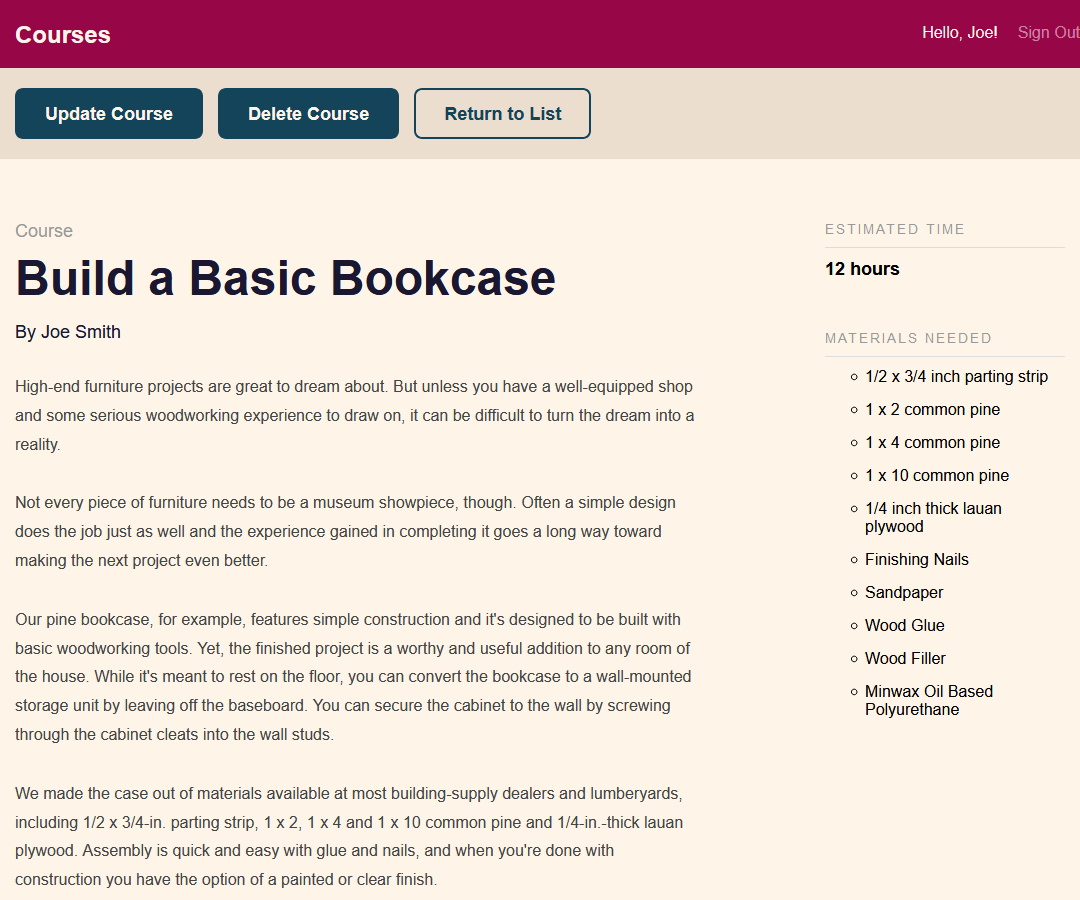 Courses
Hello, Joe!
Sign Out
Update Course
Delete Course
Return to List
Course
Build a Basic Bookcase
By Joe Smith
High-end furniture projects are great to dream about. But unless you have a well-equipped shop
and some serious woodworking experience to draw on, it can be difficult to turn the dream into a
reality.
Not every piece of furniture needs to be a museum showpiece, though. Often a simple design
does the job just as well and the experience gained in completing it goes a long way toward
making the next project even better.
Our pine bookcase, for example, features simple construction and it's designed to be built with
basic woodworking tools. Yet, the finished project is a worthy and useful addition to any room of
the house. While it's meant to rest on the floor, you can convert the bookcase to a wall-mounted
storage unit by leaving off the baseboard. You can secure the cabinet to the wall by screwing
through the cabinet cleats into the wall studs.
We made the case out of materials available at most building-supply dealers and lumberyards,
including 1/2 x 3/4-in. parting strip, 1 x 2, 1 x 4 and 1 x 10 common pine and 1/4-in.-thick lauan
plywood. Assembly is quick and easy with glue and nails, and when you're done with
construction you have the option of a painted or clear finish.
ESTIMATED TIME
12 hours
MATERIALS NEEDED
1/2 x 3/4 inch parting strip
1 x 2 common pine
1 x 4 common pine
1 x 10 common pine
1/4 inch thick lauan
plywood
Finishing Nails
Sandpaper
Wood Glue
Wood Filler
Minwax Oil Based
Polyurethane